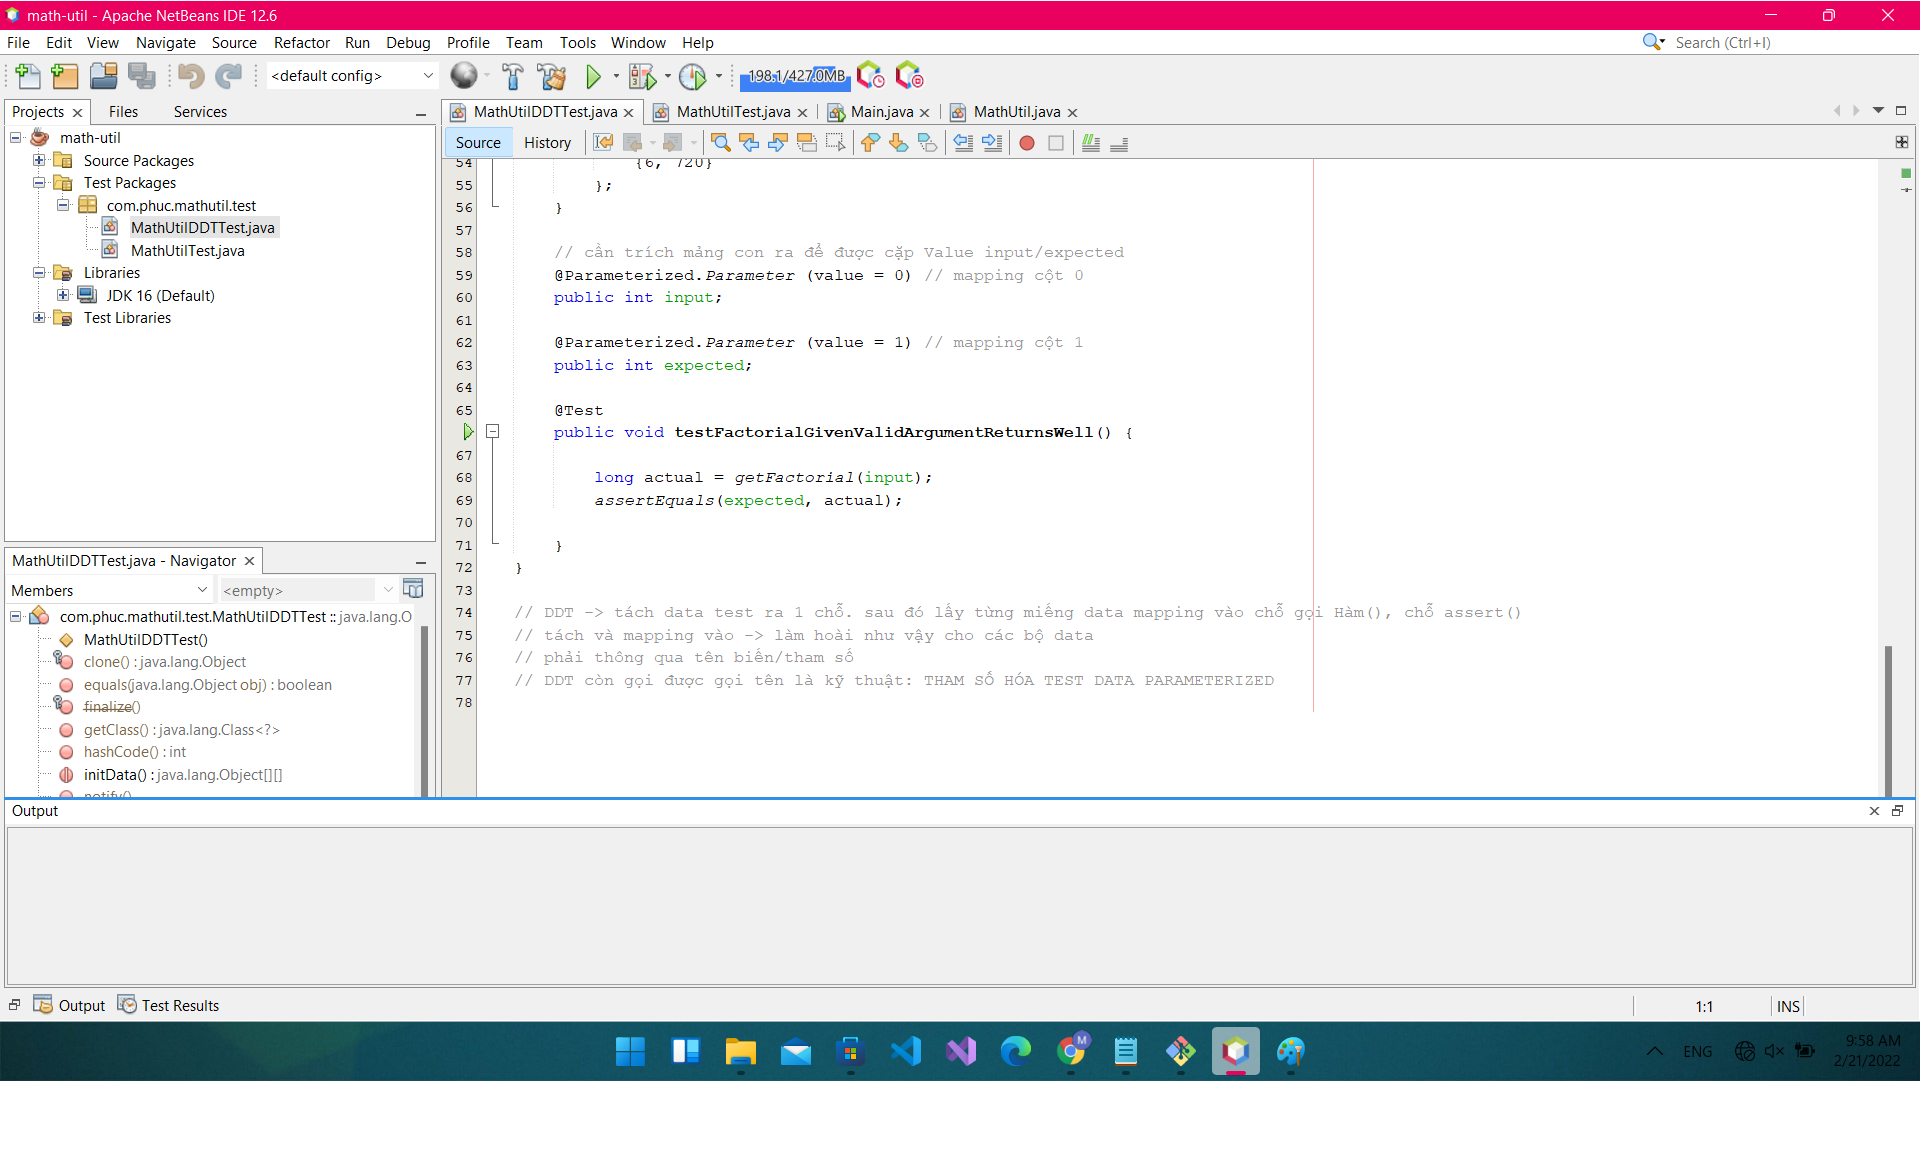 math-util - Apache NetBeans IDE 12.6
File Edit View Navigate Source Refactor Run Debug Profile Team Tools Window Help
Search (Ctrl+I)
<default config>
198.1/427.0MB
Projects Files Services
MathUtilDDTTest.java MathUtilTest.java Main.java MathUtil.java
Source History
math-util
Source Packages
Test Packages
com.phuc.mathutil.test
MathUtilDDTTest.java
MathUtilTest.java
Libraries
JDK 16 (Default)
Test Libraries
54 {6, 720}
55 };
56 }
57
58 // cần trích mảng con ra để được cặp Value input/expected
59 @Parameterized.Parameter (value = 0) // mapping cột 0
60 public int input;
61
62 @Parameterized.Parameter (value = 1) // mapping cột 1
63 public int expected;
64
65 @Test
public void testFactorialGivenValidArgumentReturnsWell() {
67
68 long actual = getFactorial(input);
69 assertEquals(expected, actual);
70
71 }
72 }
73
74 // DDT -> tách data test ra 1 chỗ. sau đó lấy từng miếng data mapping vào chỗ gọi Hàm(), chỗ assert()
75 // tách và mapping vào -> làm hoài như vậy cho các bộ data
76 // phải thông qua tên biến/tham số
77 // DDT còn gọi được gọi tên là kỹ thuật: THAM SỐ HÓA TEST DATA PARAMETERIZED
78
MathUtilDDTTest.java - Navigator
Members <empty>
com.phuc.mathutil.test.MathUtilDDTTest :: java.lang.O
MathUtilDDTTest()
clone() : java.lang.Object
equals(java.lang.Object obj) : boolean
finalize()
getClass() : java.lang.Class<?>
hashCode() : int
initData() : java.lang.Object[][]
notify()
Output
Output Test Results
1:1 INS
M
ENG
9:58 AM
2/21/2022